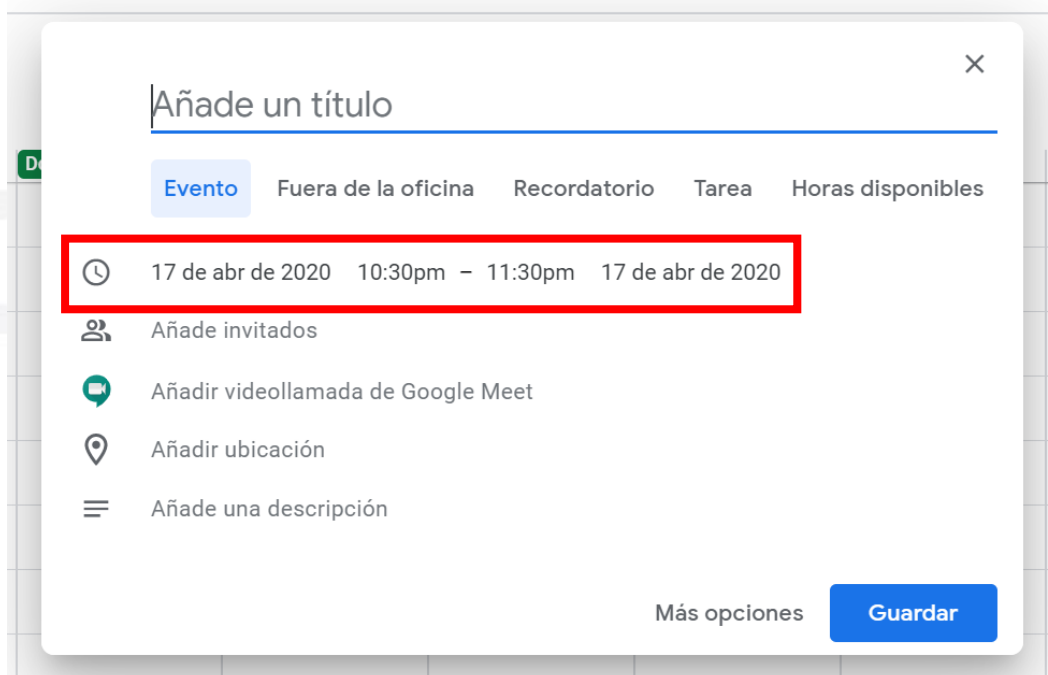 Añade un título
Evento Fuera de la oficina Recordatorio Tarea Horas disponibles
17 de abr de 2020 10:30pm – 11:30pm 17 de abr de 2020
Añade invitados
Añadir videollamada de Google Meet
Añadir ubicación
Añade una descripción
Más opciones Guardar